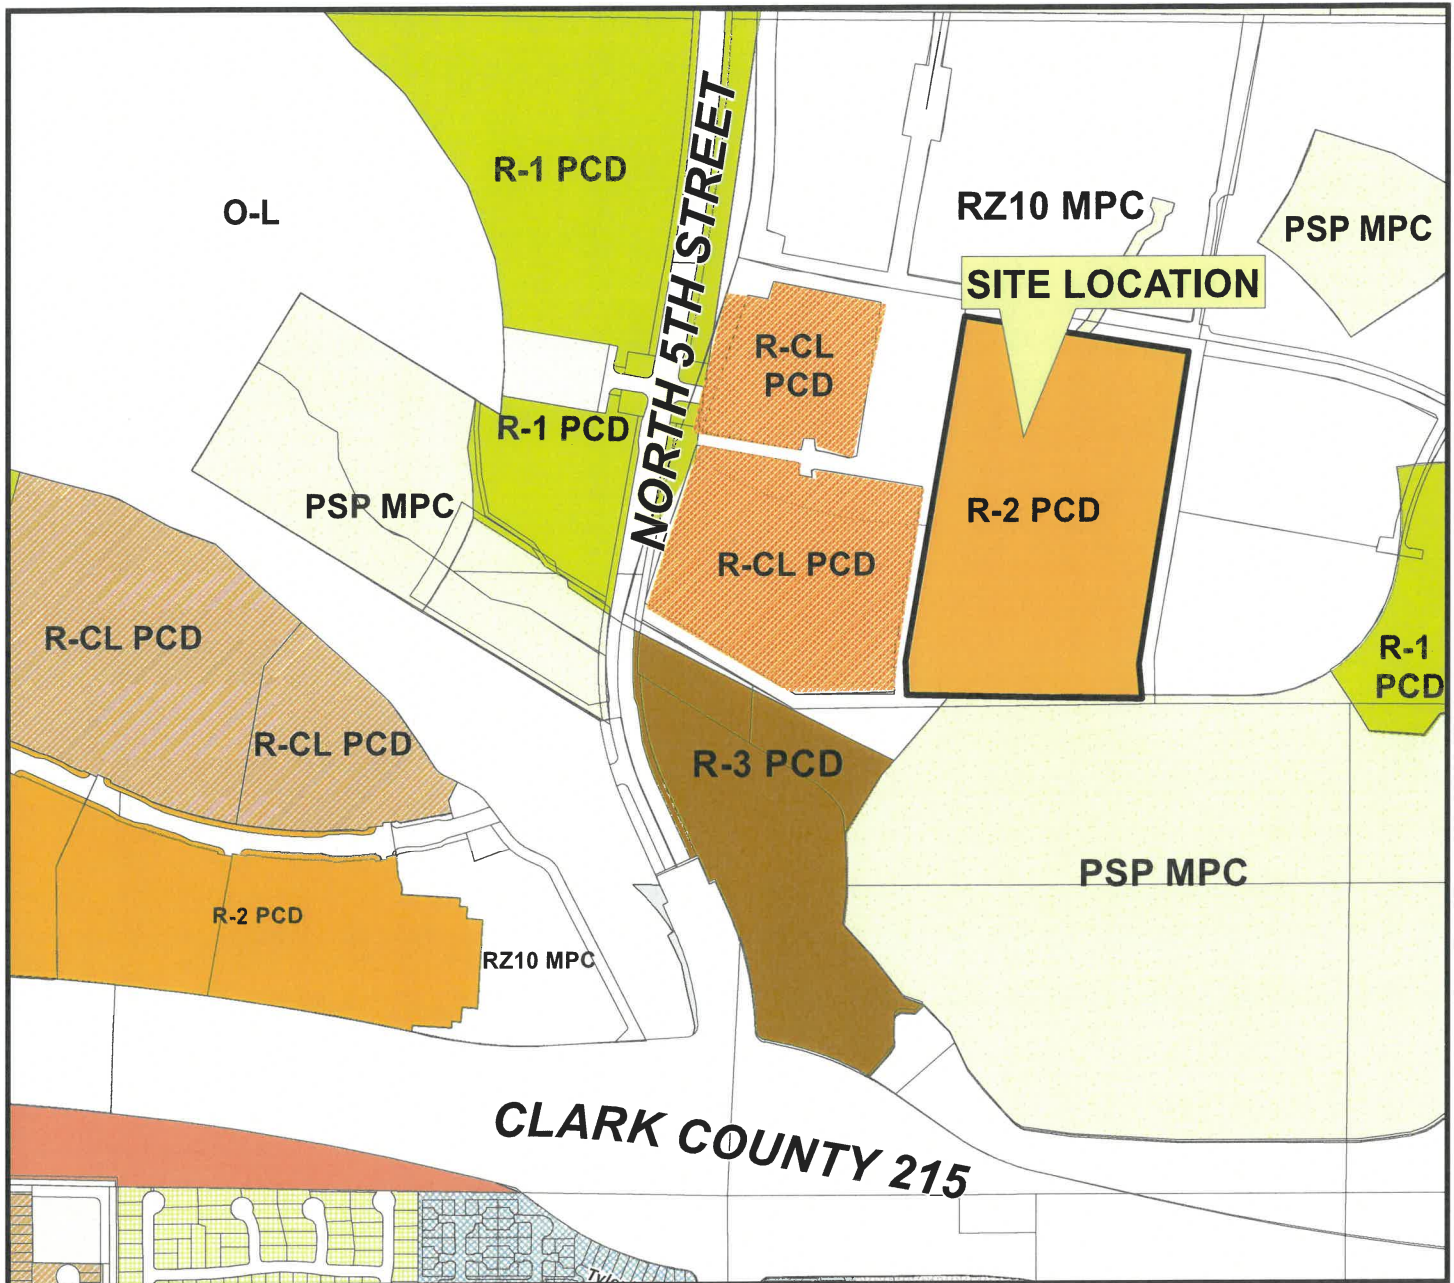 R-1 PCD
O-L
NORTH 5TH STREET
RZ10 MPC
PSP MPC
SITE LOCATION
R-CL
PCD
R-1 PCD
PSP MPC
R-2 PCD
R-CL PCD
R-CL PCD
R-1
PCD
R-CL PCD
R-3 PCD
PSP MPC
R-2 PCD
RZ10 MPC
CLARK COUNTY 215